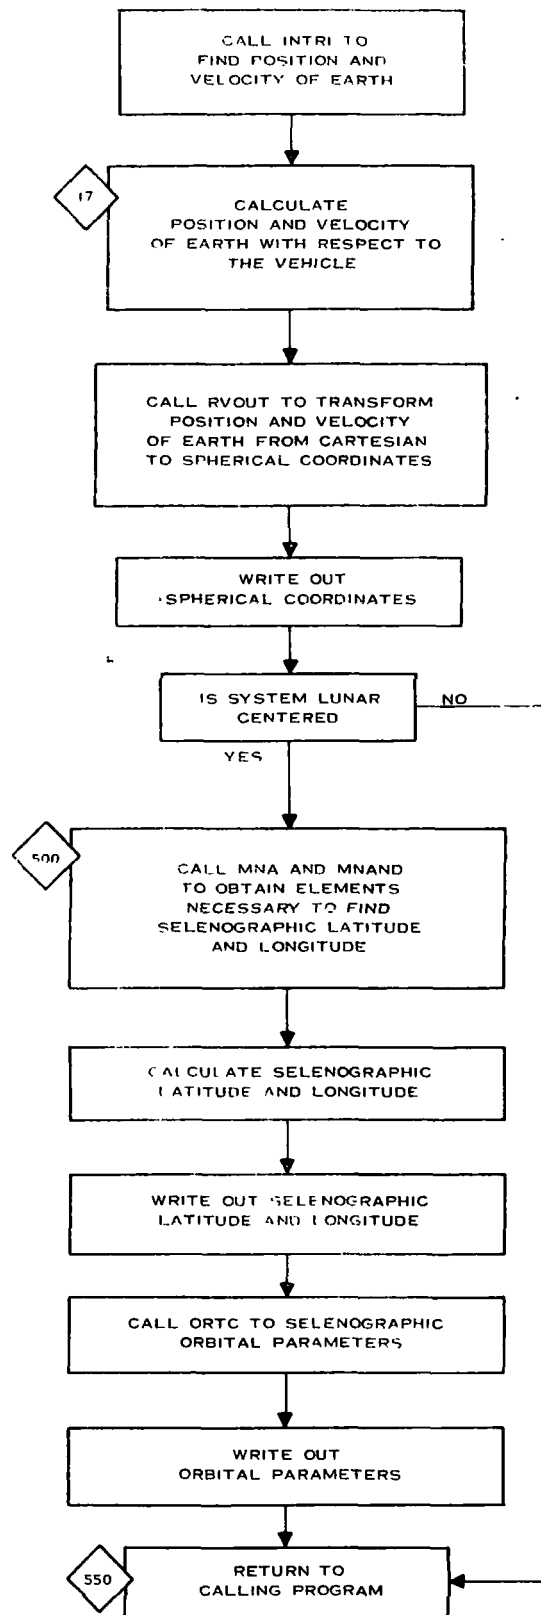 CALL INTRI TO
FIND POSITION AND
VELOCITY OF EARTH
17
CALCULATE
POSITION AND VELOCITY
OF EARTH WITH RESPECT TO
THE VEHICLE
CALL RVOUT TO TRANSFORM
POSITION AND VELOCITY
OF EARTH FROM CARTESIAN
TO SPHERICAL COORDINATES
WRITE OUT
SPHERICAL COORDINATES
IS SYSTEM LUNAR
CENTERED
NO
YES
500
CALL MNA AND MNAND
TO OBTAIN ELEMENTS
NECESSARY TO FIND
SELENOGRAPHIC LATITUDE
AND LONGITUDE
CALCULATE SELENOGRAPHIC
LATITUDE AND LONGITUDE
WRITE OUT SELENOGRAPHIC
LATITUDE AND LONGITUDE
CALL ORTC TO SELENOGRAPHIC
ORBITAL PARAMETERS
WRITE OUT
ORBITAL PARAMETERS
550
RETURN TO
CALLING PROGRAM